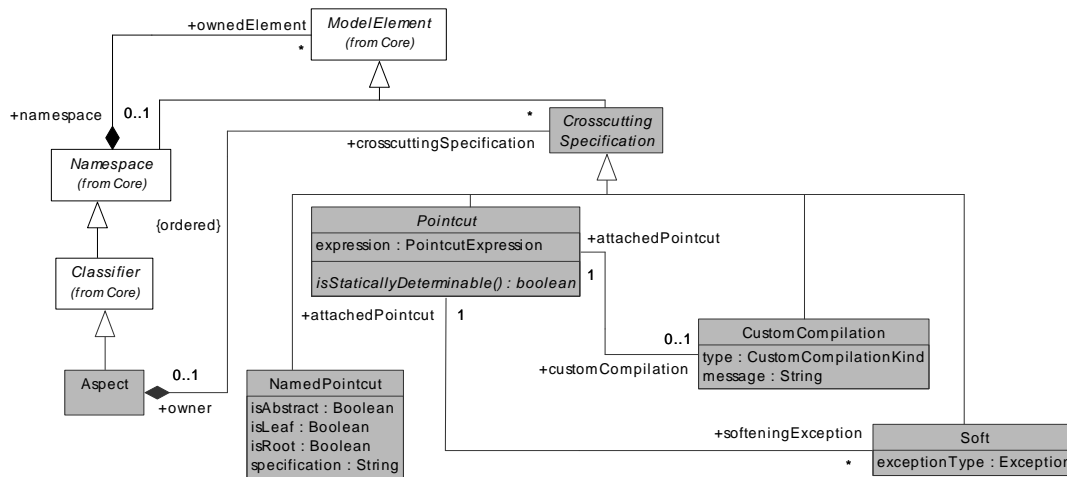 ModelElement
(from Core)
+ownedElement
*
+namespace
0..1
Namespace
(from Core)
*
+crosscuttingSpecification
Crosscutting
Specification
{ordered}
Classifier
(from Core)
Aspect
0..1
+owner
Pointcut
expression : PointcutExpression
isStaticallyDeterminable() : boolean
+attachedPointcut
1
+attachedPointcut
1
0..1
+customCompilation
CustomCompilation
type : CustomCompilationKind
message : String
NamedPointcut
isAbstract : Boolean
isLeaf : Boolean
isRoot : Boolean
specification : String
+softeningException
*
Soft
exceptionType : Exception